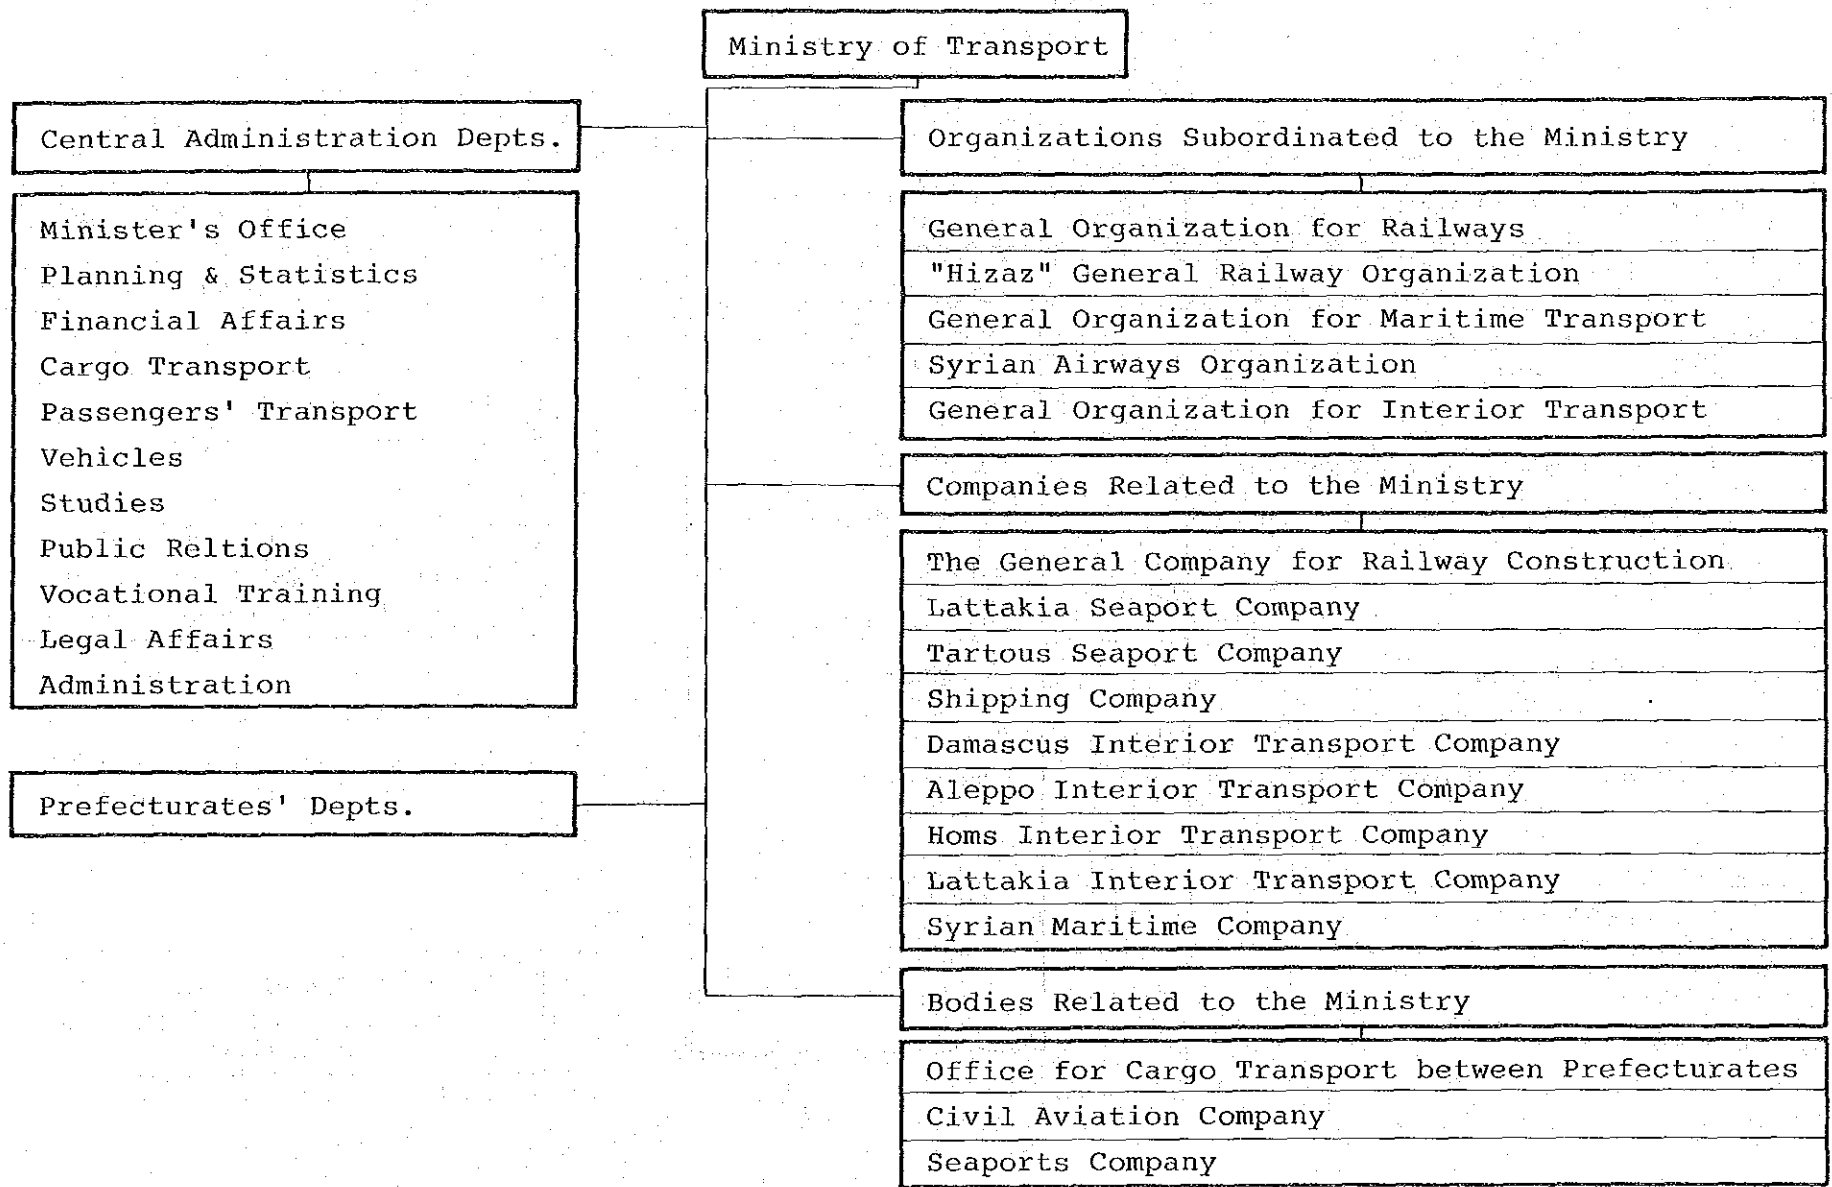 Ministry of Transport
Central Administration Depts.
Minister's Office
Planning & Statistics
Financial Affairs
Cargo Transport
Passengers' Transport
Vehicles
Studies
Public Reltions
Vocational Training
Legal Affairs
Administration
Prefecturates' Depts.
Organizations Subordinated to the Ministry
General Organization for Railways
"Hizaz" General Railway Organization
General Organization for Maritime Transport
Syrian Airways Organization
General Organization for Interior Transport
Companies Related to the Ministry
The General Company for Railway Construction
Lattakia Seaport Company
Tartous Seaport Company
Shipping Company
Damascus Interior Transport Company
Aleppo Interior Transport Company
Homs Interior Transport Company
Lattakia Interior Transport Company
Syrian Maritime Company
Bodies Related to the Ministry
Office for Cargo Transport between Prefecturates
Civil Aviation Company
Seaports Company